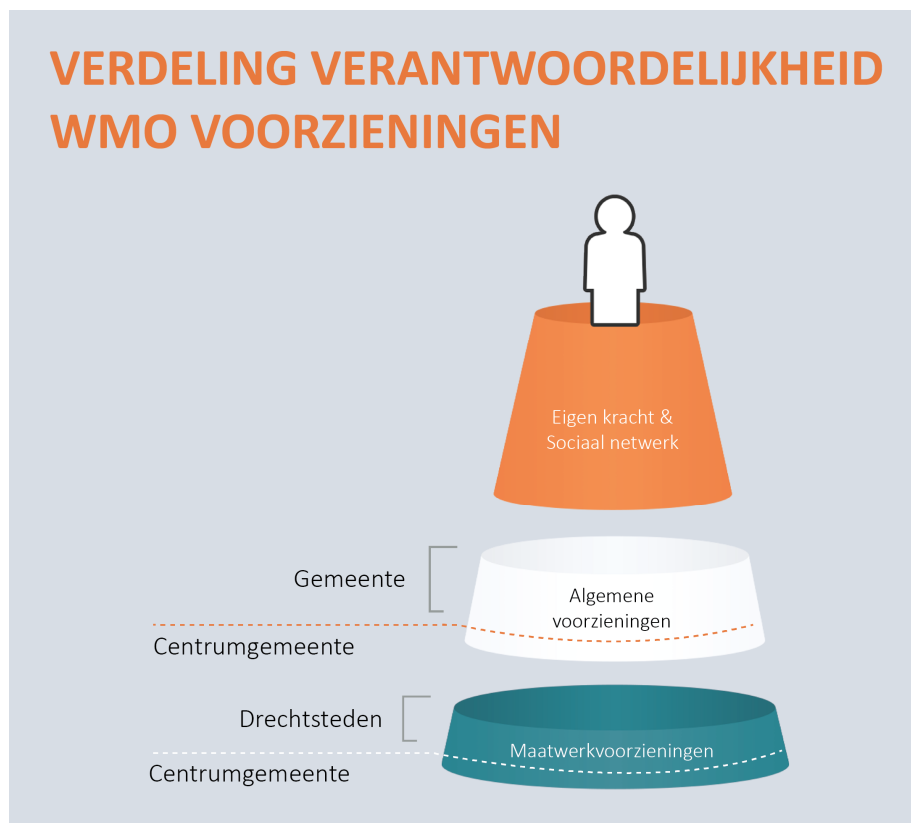 VERDELING VERANTWOORDELIJKHEID
WMO VOORZIENINGEN
Eigen kracht &
Sociaal netwerk
Gemeente
Algemene
voorzieningen
Centrumgemeente
Drechtsteden
Maatwerkvoorzieningen
Centrumgemeente